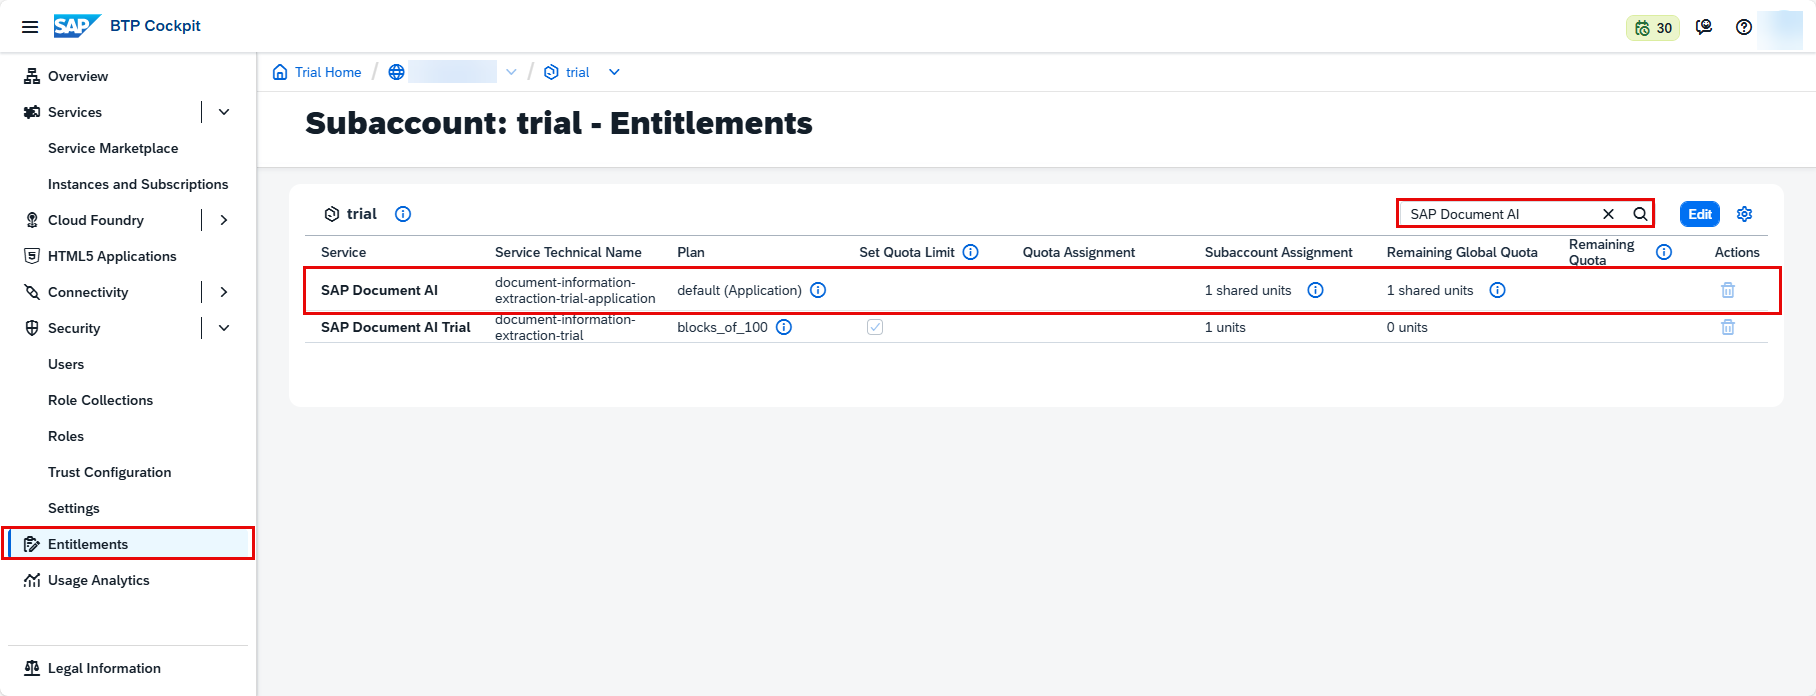 SAP BTP Cockpit
30
Overview
Services
Service Marketplace
Instances and Subscriptions
Cloud Foundry
HTML5 Applications
Connectivity
Security
Users
Role Collections
Roles
Trust Configuration
Settings
Entitlements
Usage Analytics
Legal Information
Trial Home / / trial
Subaccount: trial - Entitlements
trial
SAP Document AI
Edit
Service Service Technical Name Plan Set Quota Limit Quota Assignment Subaccount Assignment Remaining Global Quota Remaining Quota Actions
SAP Document AI document-information-extraction-trial-application default (Application) 1 shared units 1 shared units
SAP Document AI Trial document-information-extraction-trial blocks_of_100 1 units 0 units